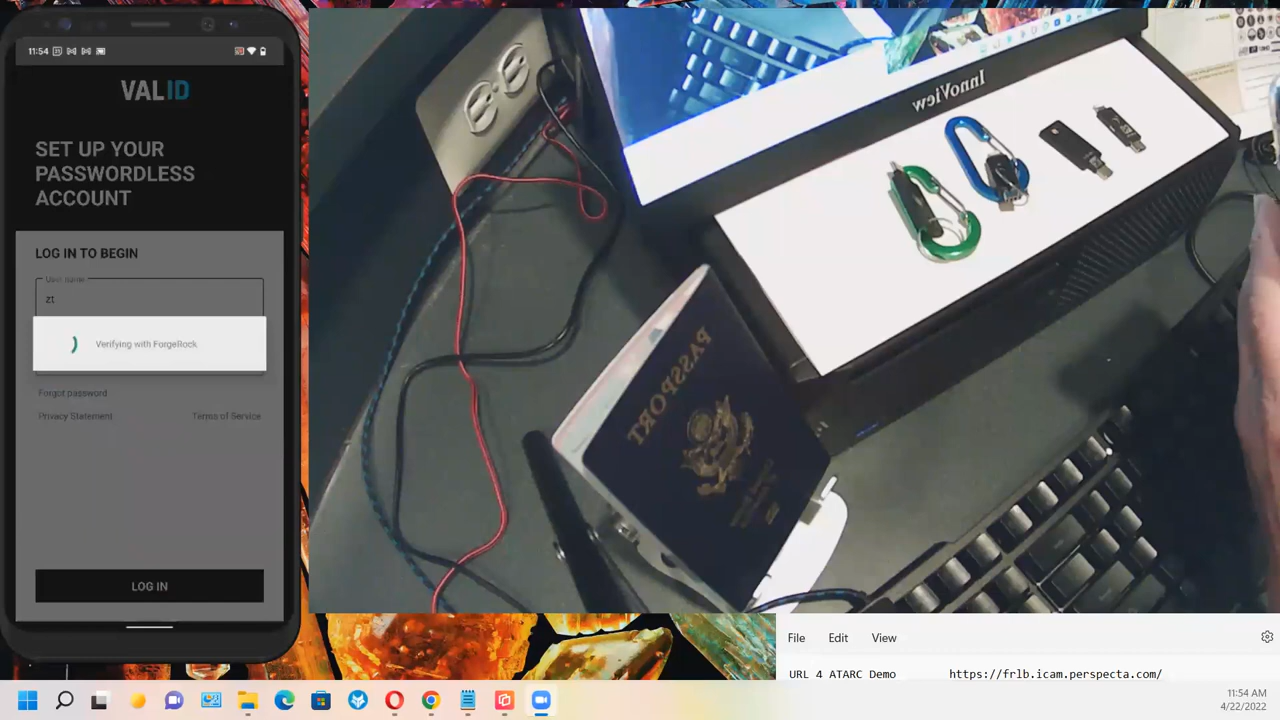 11:54
VALID
SET UP YOUR
PASSWORDLESS
ACCOUNT
LOG IN TO BEGIN
User name
zt
Verifying with ForgeRock
Forgot password
Privacy Statement Terms of Service
LOG IN
InnoView
PASSPORT
File Edit View
URL 4 ATARC Demo https://frlb.icam.perspecta.com/
11:54 AM
4/22/2022